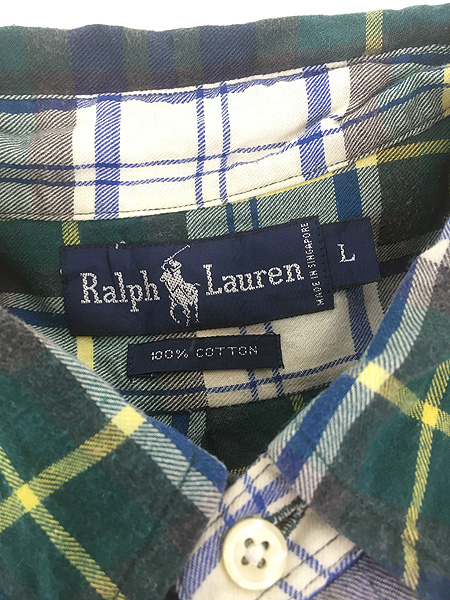 Ralph Lauren
MADE IN SINGAPORE
L
100% COTTON